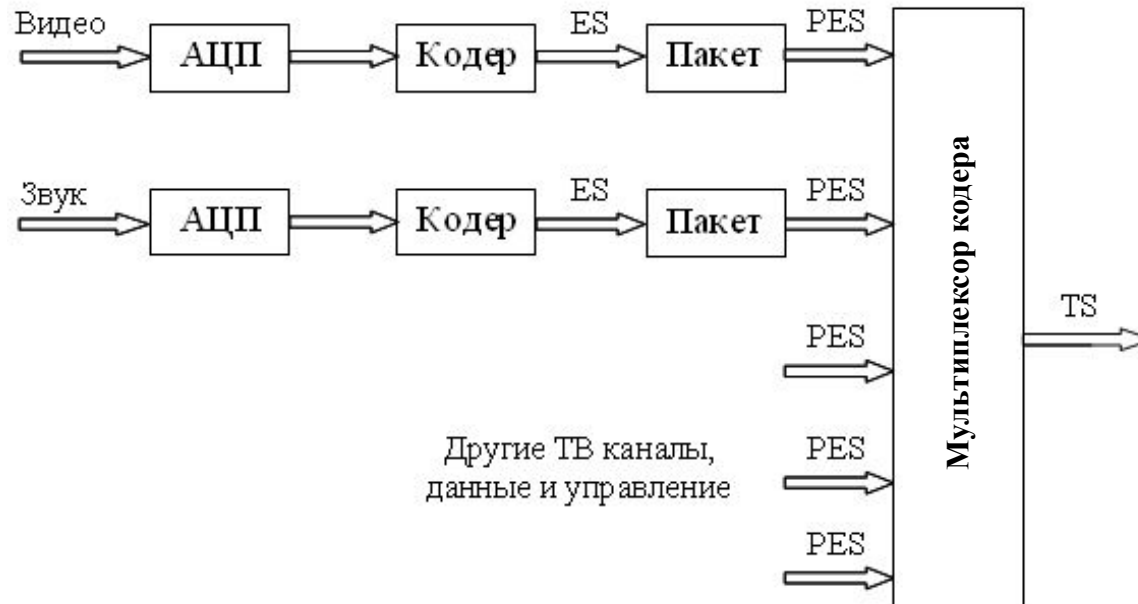 Видео
АЦП
Кодер
ES
Пакет
PES
Звук
АЦП
Кодер
ES
Пакет
PES
Мультиплексор кодера
TS
PES
Другие ТВ каналы,
данные и управление
PES
PES